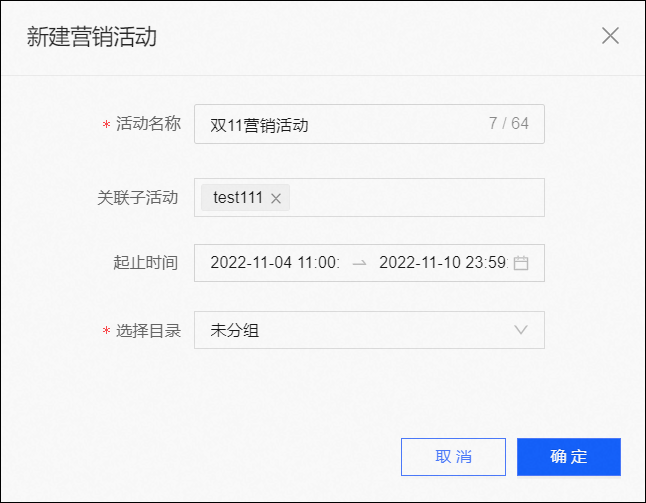 新建营销活动
* 活动名称 双11营销活动 7 / 64
关联子活动 test111
起止时间 2022-11-04 11:00: 2022-11-10 23:59:
* 选择目录 未分组
取 消 确 定